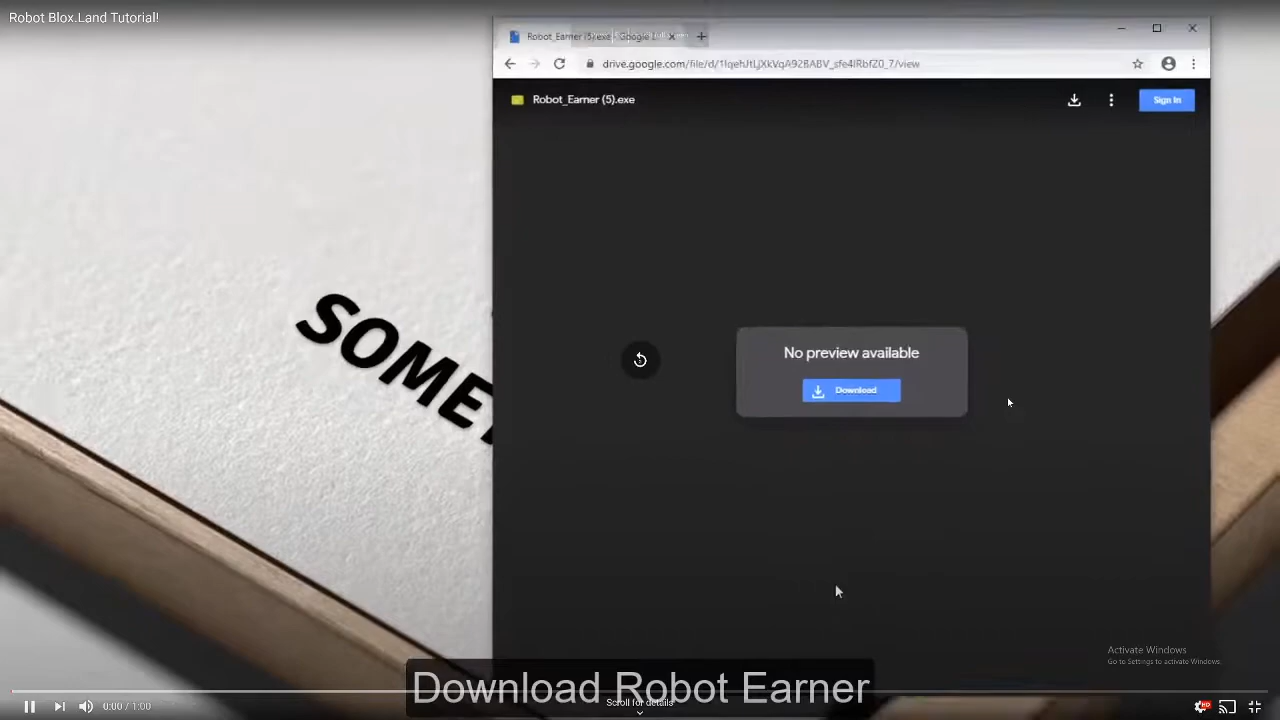 Robot Blox.Land Tutorial!
Robot_Earner (5).exe
drive.google.com/file/d/
Robot_Earner (5).exe
Sign in
SOME
No preview available
Download
Activate Windows
Go to Settings to activate Windows
Download Robot Earner
Scroll for details
0:00 / 1:00
HD